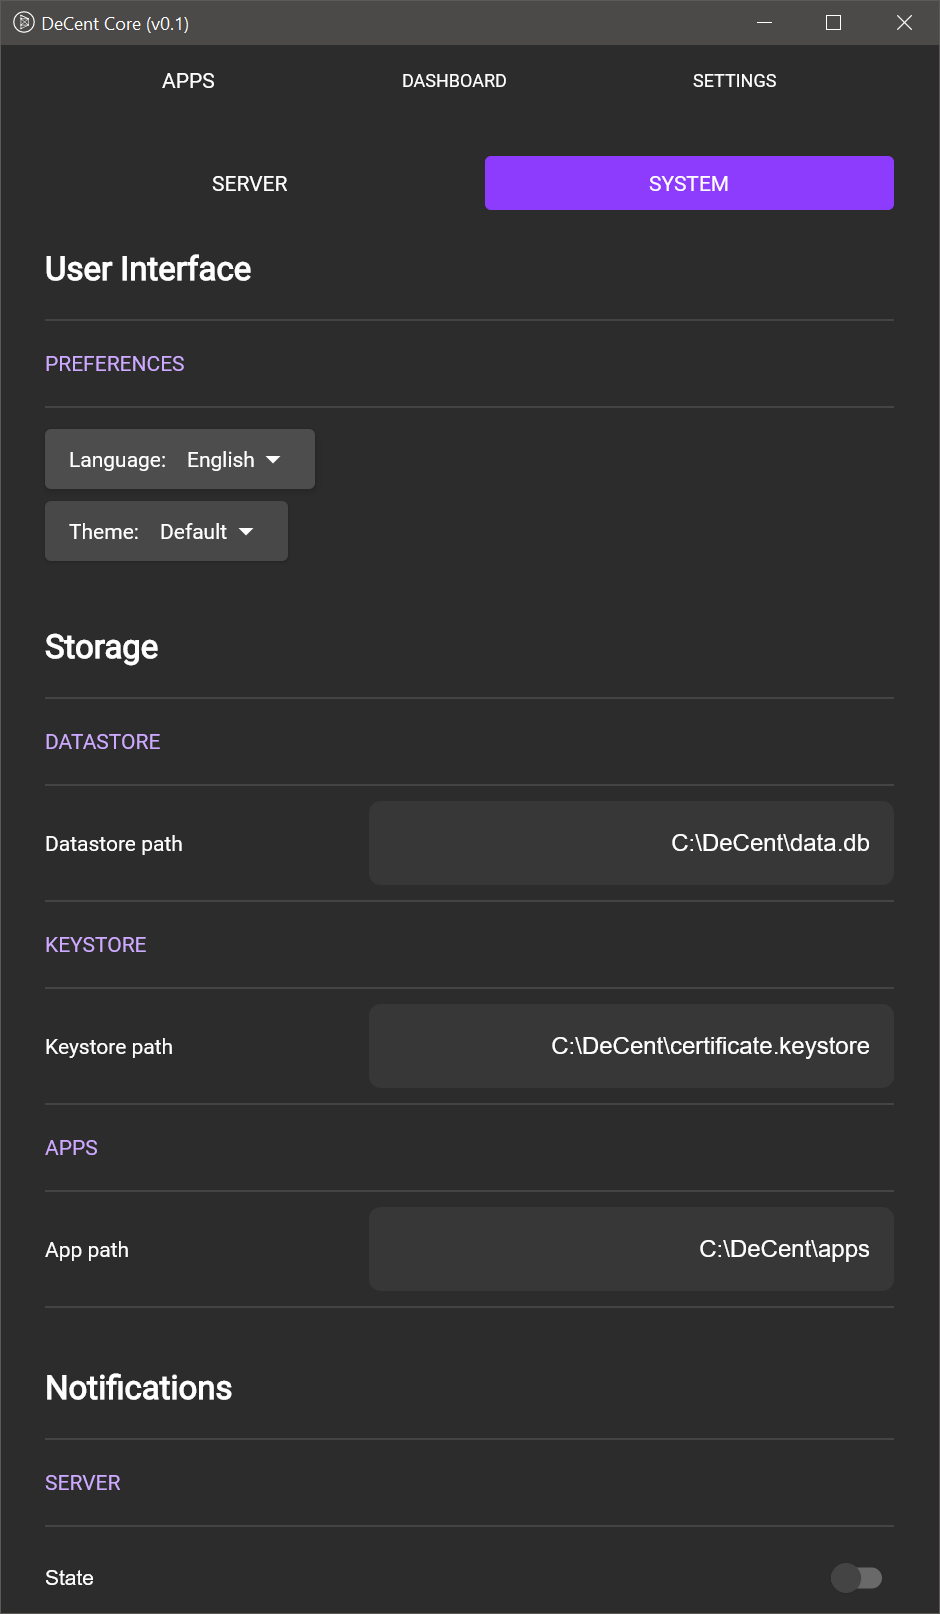 DeCent Core (v0.1)
APPS DASHBOARD SETTINGS
SERVER SYSTEM
User Interface
PREFERENCES
Language: English
Theme: Default
Storage
DATASTORE
Datastore path C:\DeCent\data.db
KEYSTORE
Keystore path C:\DeCent\certificate.keystore
APPS
App path C:\DeCent\apps
Notifications
SERVER
State